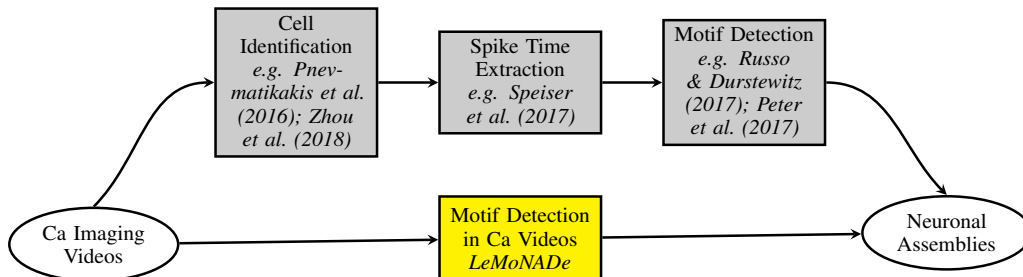 Cell
Identification
e.g. Pnev-
matikakis et al.
(2016); Zhou
et al. (2018)
Spike Time
Extraction
e.g. Speiser
et al. (2017)
Motif Detection
e.g. Russo
& Durstewitz
(2017); Peter
et al. (2017)
Ca Imaging
Videos
Motif Detection
in Ca Videos
LeMoNADe
Neuronal
Assemblies